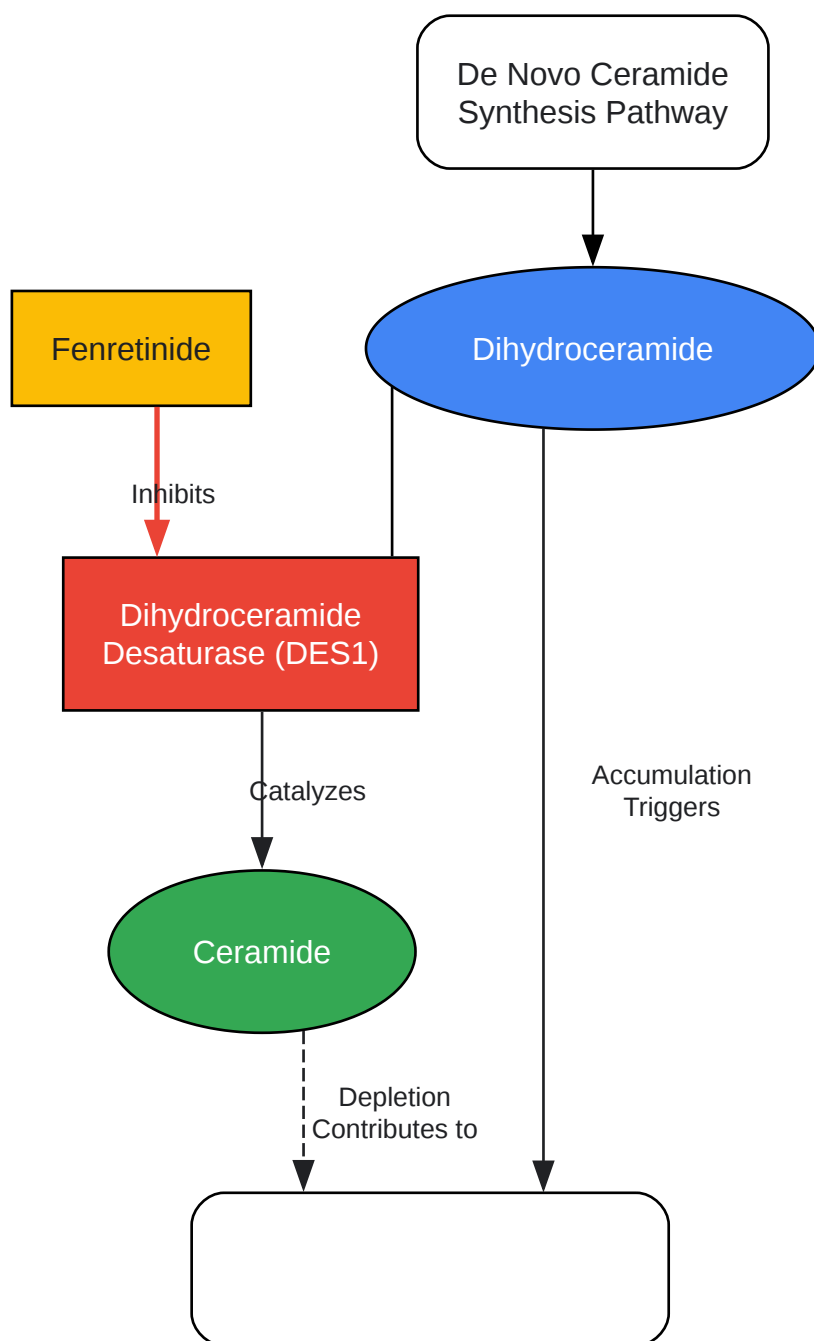 De Novo Ceramide
Synthesis Pathway
Fenretinide
Dihydroceramide
Inhibits
Dihydroceramide
Desaturase (DES1)
Catalyzes
Accumulation
Triggers
Ceramide
Depletion
Contributes to